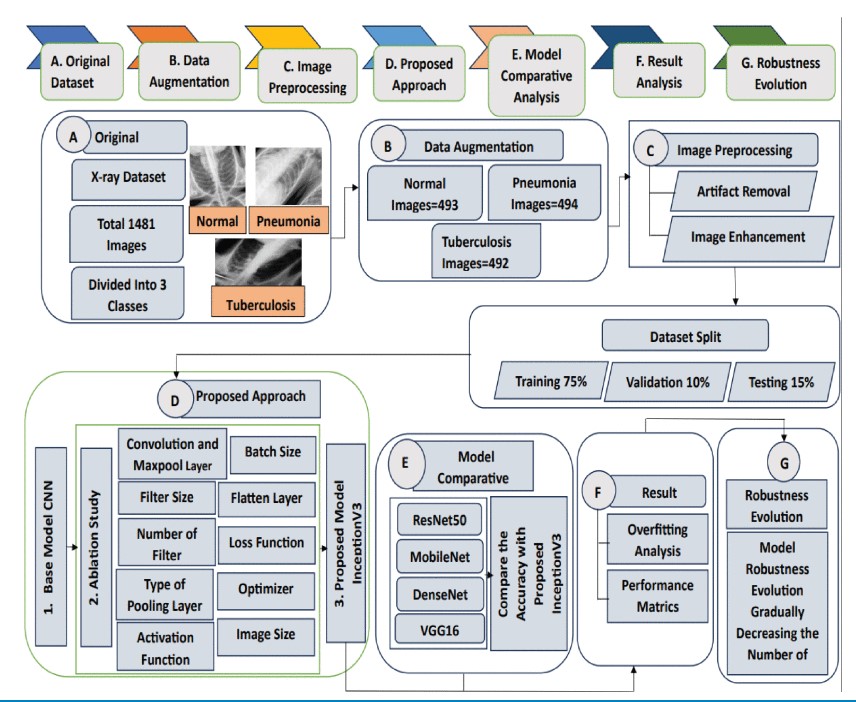 A. Original
Dataset
B. Data
Augmentation
C. Image
Preprocessing
D. Proposed
Approach
E. Model
Comparative
Analysis
F. Result
Analysis
G. Robustness
Evolution
A
Original
X-ray Dataset
Total 1481
Images
Divided Into 3
Classes
Normal
Pneumonia
Tuberculosis
B
Data Augmentation
Normal
Images=493
Pneumonia
Images=494
Tuberculosis
Images=492
C
Image Preprocessing
Artifact Removal
Image Enhancement
Dataset Split
Training 75%
Validation 10%
Testing 15%
D
Proposed Approach
1. Base Model CNN
2. Ablation Study
Convolution and
Maxpool Layer
Filter Size
Number of
Filter
Type of
Pooling Layer
Activation
Function
Batch Size
Flatten Layer
Loss Function
Optimizer
Image Size
3. Proposed Model
InceptionV3
E
Model
Comparative
ResNet50
MobileNet
DenseNet
VGG16
Compare the
Accuracy with
Proposed
InceptionV3
F
Result
Overfitting
Analysis
Performance
Matrics
G
Robustness
Evolution
Model
Robustness
Evolution
Gradually
Decreasing the
Number of